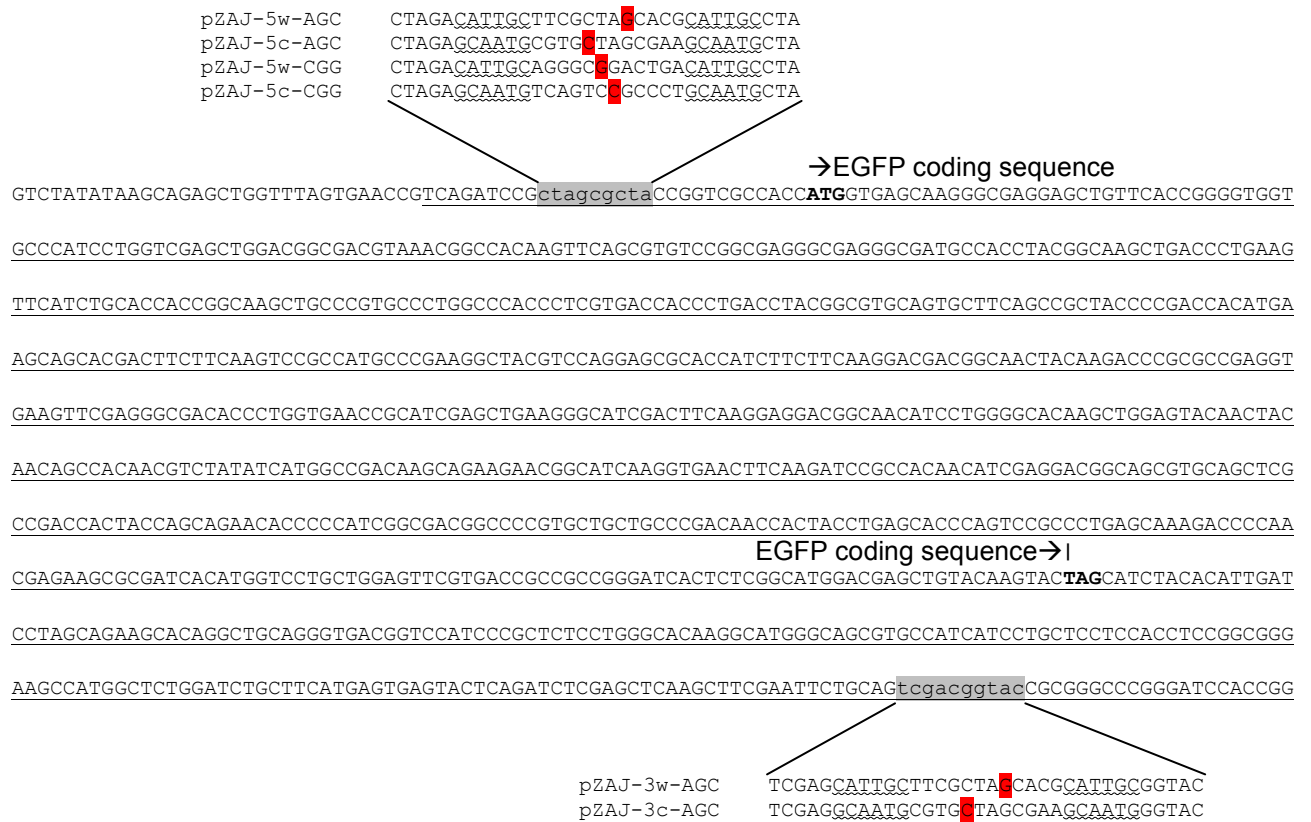 pZAJ-5w-AGC CTAGACATTGCTTCGCTAGCACGCATTGCCTA
pZAJ-5c-AGC CTAGAGCAATGCGTGCTAGCGAAGCAATGCTA
pZAJ-5w-CGG CTAGACATTGCAGGGCGGACTGACATTGCCTA
pZAJ-5c-CGG CTAGAGCAATGTCAGTCCGCCCTGCAATGCTA
→EGFP coding sequence
GTCTATATAAGCAGAGCTGGTTTAGTGAACCGTCAGATCCGctagcgctaCCGGTCGCCACCATGGTGAGCAAGGGCGAGGAGCTGTTCACCGGGGTGGT
GCCCATCCTGGTCGAGCTGGACGGCGACGTAAACGGCCACAAGTTCAGCGTGTCCGGCGAGGGCGAGGGCGATGCCACCTACGGCAAGCTGACCCTGAAG
TTCATCTGCACCACCGGCAAGCTGCCCGTGCCCTGGCCCACCCTCGTGACCACCCTGACCTACGGCGTGCAGTGCTTCAGCCGCTACCCCGACCACATGA
AGCAGCACGACTTCTTCAAGTCCGCCATGCCCGAAGGCTACGTCCAGGAGCGCACCATCTTCTTCAAGGACGACGGCAACTACAAGACCCGCGCCGAGGT
GAAGTTCGAGGGCGACACCCTGGTGAACCGCATCGAGCTGAAGGGCATCGACTTCAAGGAGGACGGCAACATCCTGGGGCACAAGCTGGAGTACAACTAC
AACAGCCACAACGTCTATATCATGGCCGACAAGCAGAAGAACGGCATCAAGGTGAACTTCAAGATCCGCCACAACATCGAGGACGGCAGCGTGCAGCTCG
CCGACCACTACCAGCAGAACACCCCCATCGGCGACGGCCCCGTGCTGCTGCCCGACAACCACTACCTGAGCACCCAGTCCGCCCTGAGCAAAGACCCCAA
EGFP coding sequence→|
CGAGAAGCGCGATCACATGGTCCTGCTGGAGTTCGTGACCGCCGCCGGGATCACTCTCGGCATGGACGAGCTGTACAAGTACTAGCATCTACACATTGAT
CCTAGCAGAAGCACAGGCTGCAGGGTGACGGTCCATCCCGCTCTCCTGGGCACAAGGCATGGGCAGCGTGCCATCATCCTGCTCCTCCACCTCCGGCGGG
AAGCCATGGCTCTGGATCTGCTTCATGAGTGAGTACTCAGATCTCGAGCTCAAGCTTCGAATTCTGCAGtcgacggtacCGCGGGCCCGGGATCCACCGG
pZAJ-3w-AGC TCGAGCATTGCTTCGCTAGCACGCATTGCGGTAC
pZAJ-3c-AGC TCGAGGCAATGCGTGCTAGCGAAGCAATGGGTAC